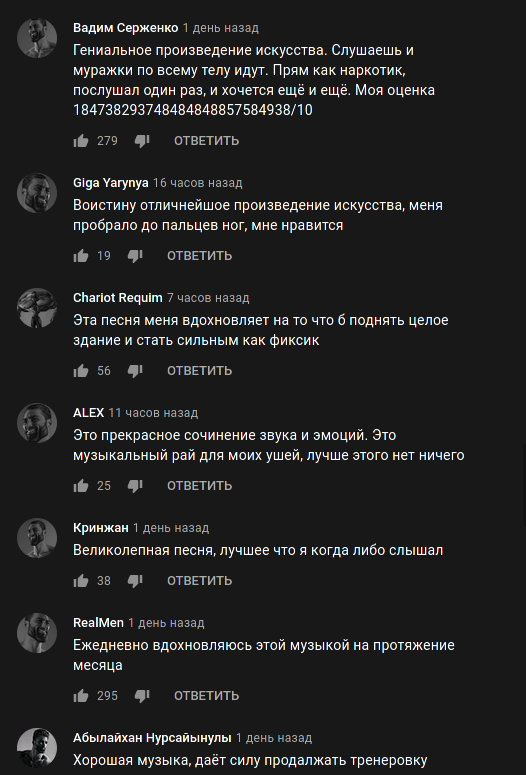 Вадим Серженко 1 день назад
Гениальное произведение искусства. Слушаешь и
муражки по всему телу идут. Прям как наркотик,
послушал один раз, и хочется ещё и ещё. Моя оценка
184738293748484848857584938/10
279 ОТВЕТИТЬ
Giga Yarynya 16 часов назад
Воистину отличнейшое произведение искусства, меня
пробрало до пальцев ног, мне нравится
19 ОТВЕТИТЬ
Chariot Requim 7 часов назад
Эта песня меня вдохновляет на то что б поднять целое
здание и стать сильным как фиксик
56 ОТВЕТИТЬ
ALEX 11 часов назад
Это прекрасное сочинение звука и эмоций. Это
музыкальный рай для моих ушей, лучше этого нет ничего
25 ОТВЕТИТЬ
Кринжан 1 день назад
Великолепная песня, лучшее что я когда либо слышал
38 ОТВЕТИТЬ
RealMen 1 день назад
Ежедневно вдохновляюсь этой музыкой на протяжение
месяца
295 ОТВЕТИТЬ
Абылайхан Нурсайынулы 1 день назад
Хорошая музыка, даёт силу продалжать тренеровку